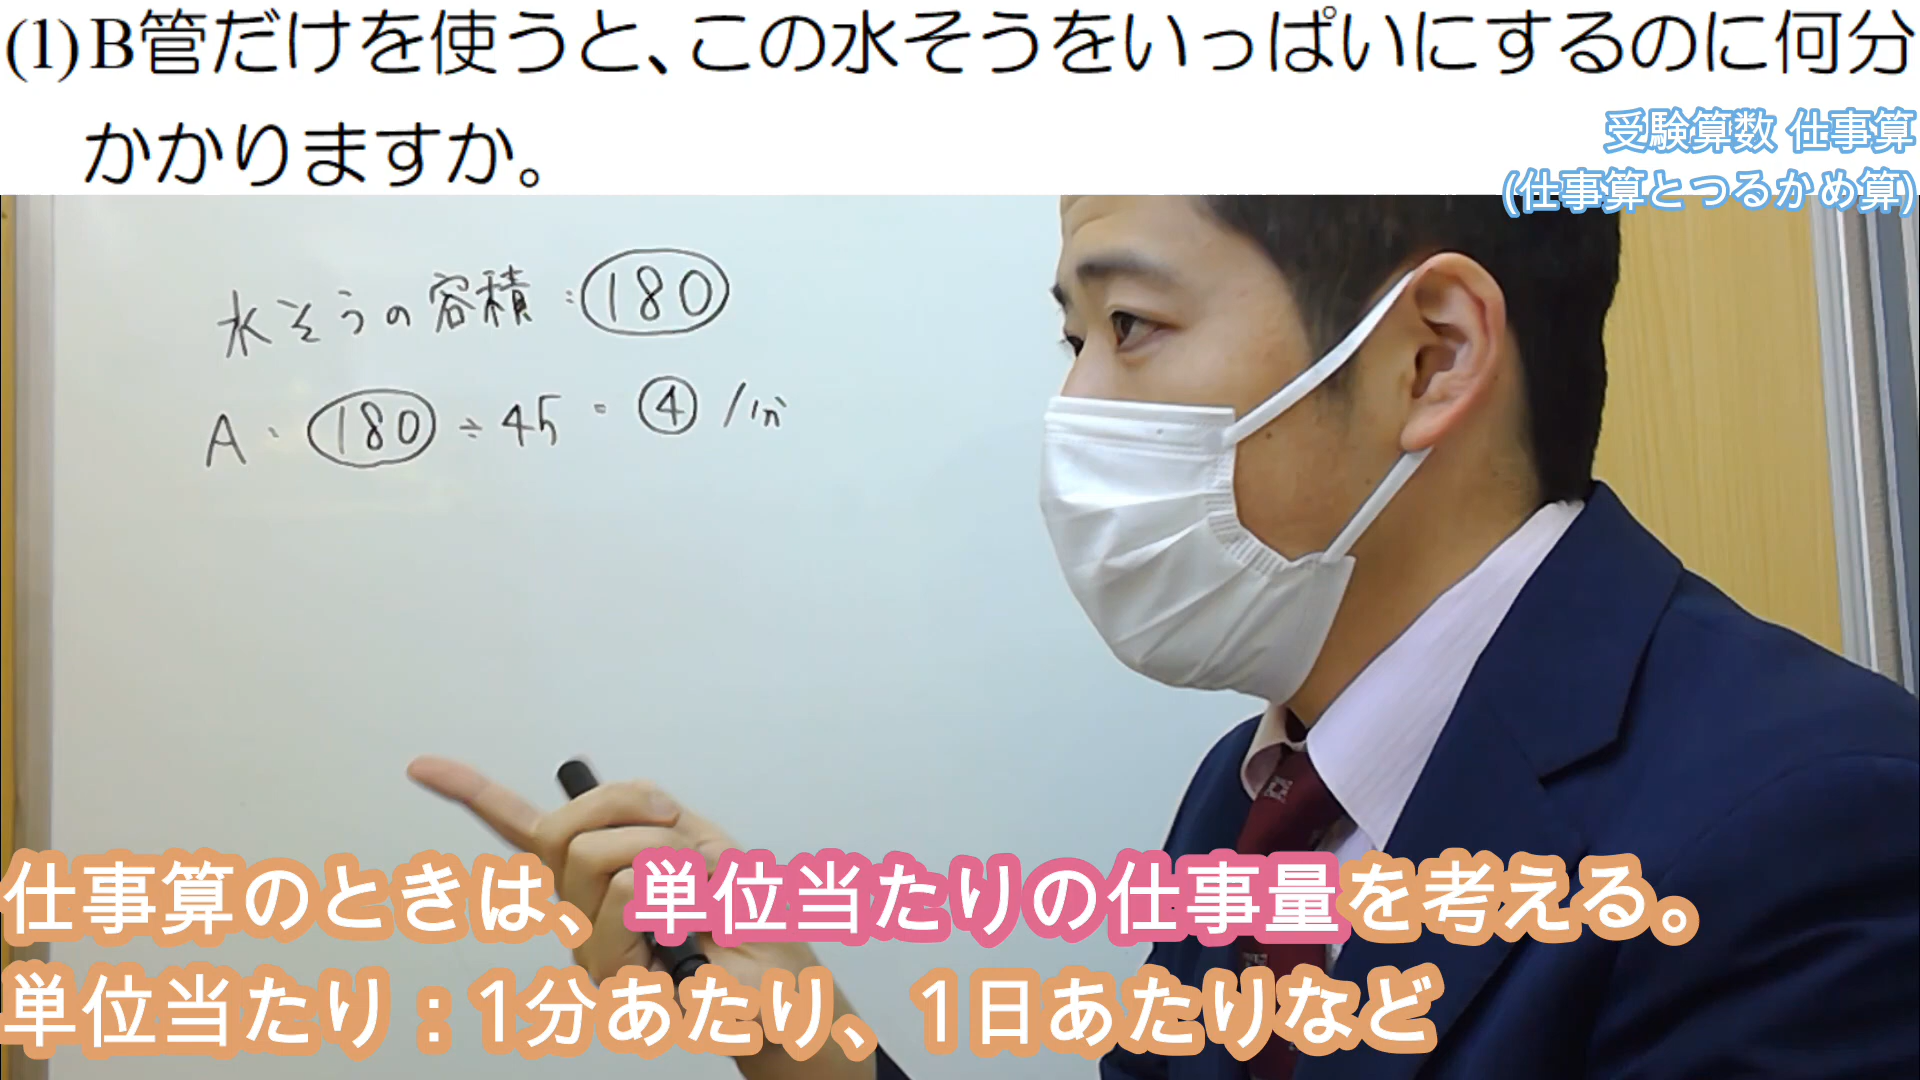 (1)B管だけを使うと、この水そうをいっぱいにするのに何分
かかりますか。
受験算数 仕事算
(仕事算とつるかめ算)
水そうの容積:180
A:180÷45=④/1分
仕事算のときは、単位当たりの仕事量を考える。
単位当たり:1分あたり、1日あたりなど